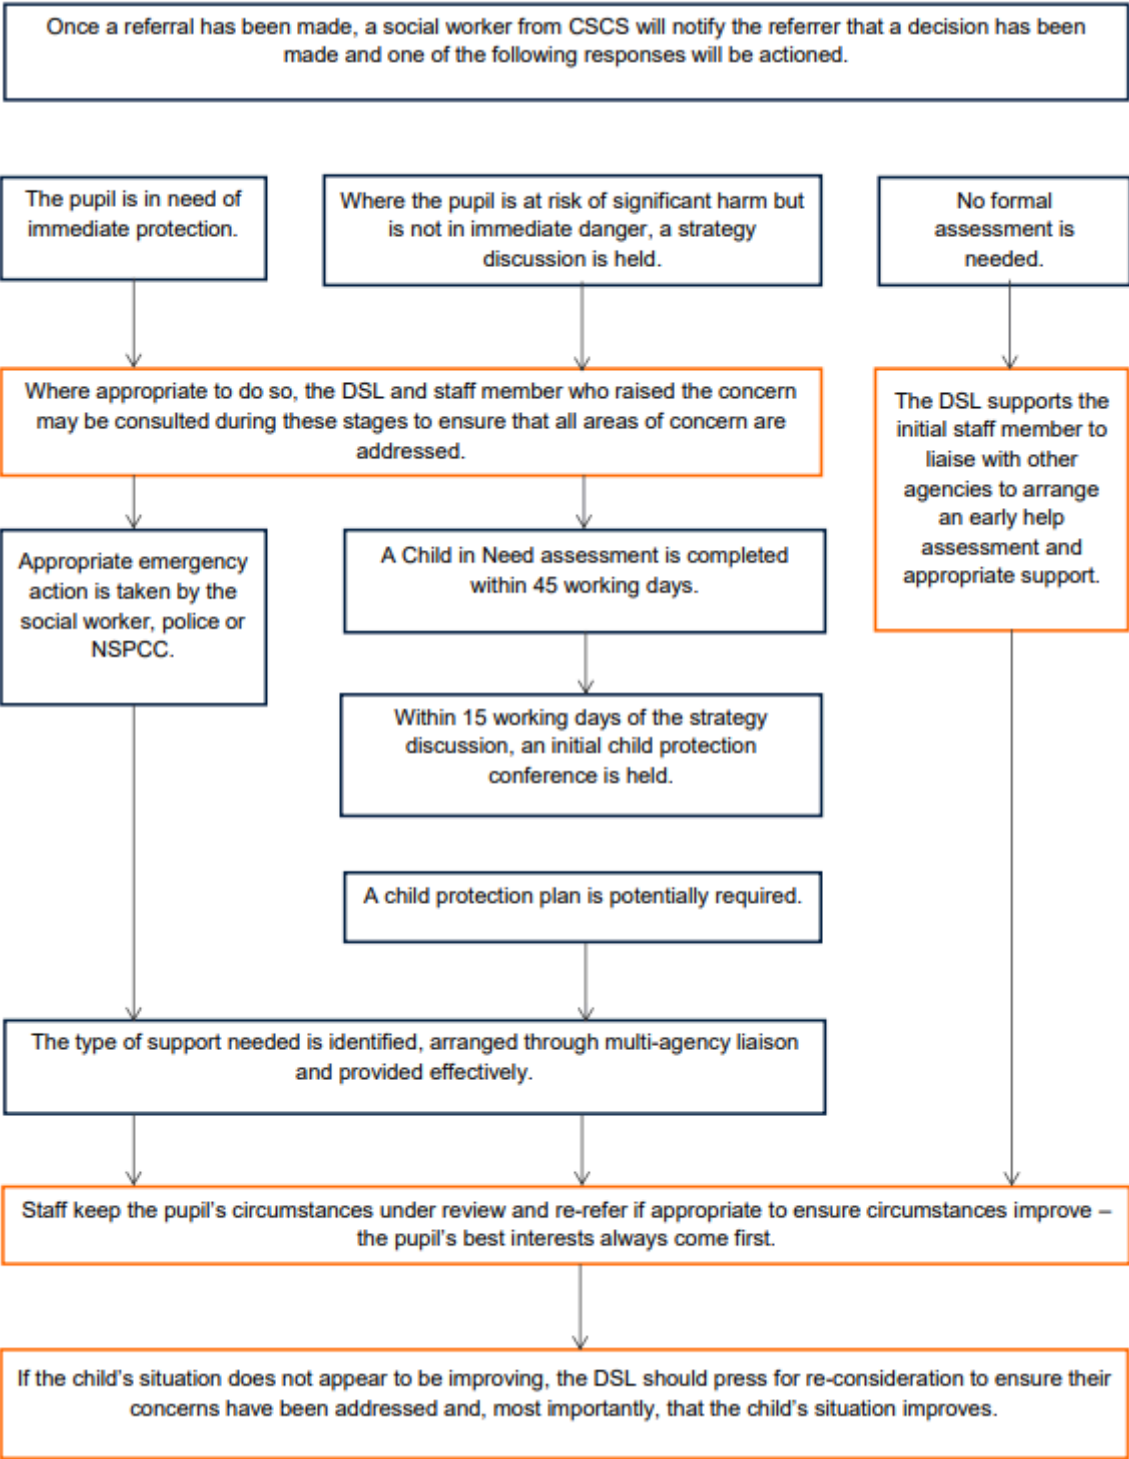 Once a referral has been made, a social worker from CSCS will notify the referrer that a decision has been
made and one of the following responses will be actioned.
The pupil is in need of
immediate protection.
Where the pupil is at risk of significant harm but
is not in immediate danger, a strategy
discussion is held.
No formal
assessment is
needed.
Where appropriate to do so, the DSL and staff member who raised the concern
may be consulted during these stages to ensure that all areas of concern are
addressed.
The DSL supports the
initial staff member to
liaise with other
agencies to arrange
an early help
assessment and
appropriate support.
Appropriate emergency
action is taken by the
social worker, police or
NSPCC.
A Child in Need assessment is completed
within 45 working days.
Within 15 working days of the strategy
discussion, an initial child protection
conference is held.
A child protection plan is potentially required.
The type of support needed is identified, arranged through multi-agency liaison
and provided effectively.
Staff keep the pupil’s circumstances under review and re-refer if appropriate to ensure circumstances improve –
the pupil’s best interests always come first.
If the child’s situation does not appear to be improving, the DSL should press for re-consideration to ensure their
concerns have been addressed and, most importantly, that the child’s situation improves.